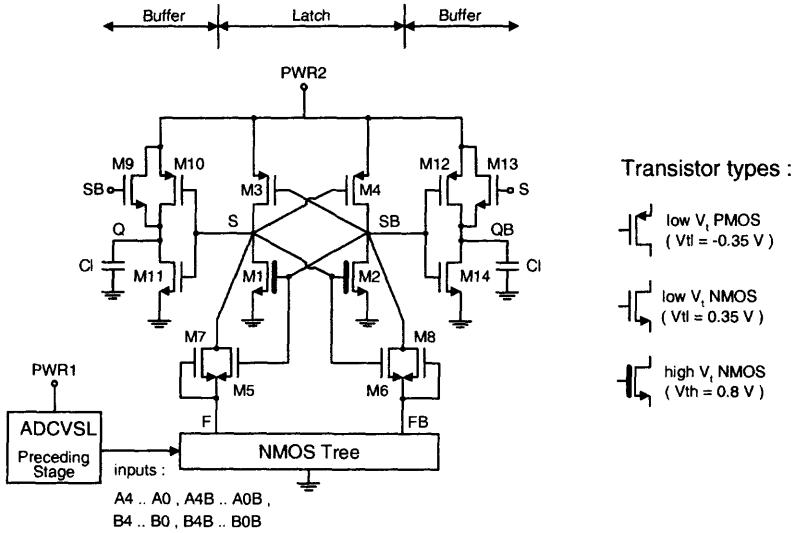 Buffer Latch Buffer
PWR2
M9 M10 M3 M4 M12 M13
SB S
S SB
Q QB
Cl M11 M1 M2 M14 Cl
M7 M8
M5 M6
PWR1
F FB
ADCVSL
Preceding
Stage
NMOS Tree
inputs :
A4 .. A0 , A4B .. A0B ,
B4 .. B0 , B4B .. B0B
Transistor types :
low Vt PMOS
( Vtl = -0.35 V )
low Vt NMOS
( Vtl = 0.35 V )
high Vt NMOS
( Vth = 0.8 V )